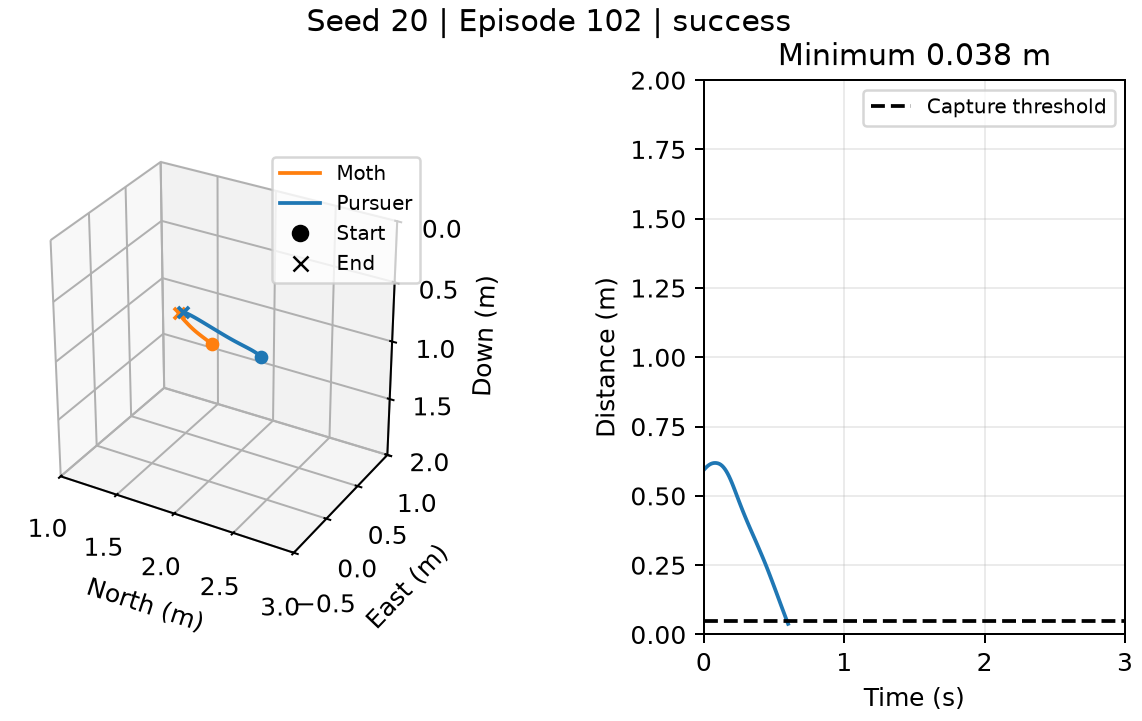 Seed 20 | Episode 102 | success
Moth
Pursuer
Start
End
0.0
0.5
1.0
1.5
2.0
Down (m)
1.0
1.5
2.0
2.5
3.0
North (m)
−0.5
0.0
0.5
1.0
East (m)
Minimum 0.038 m
Capture threshold
2.00
1.75
1.50
1.25
1.00
0.75
0.50
0.25
0.00
Distance (m)
0
1
2
3
Time (s)